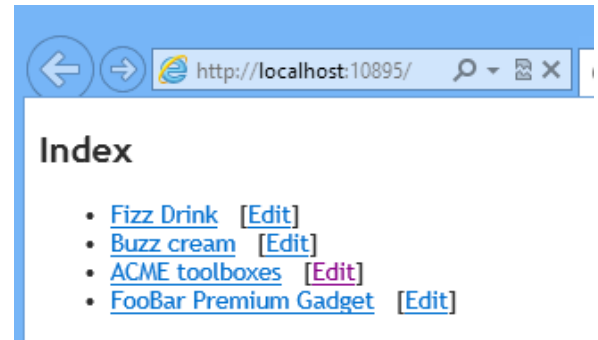 http://localhost:10895/
Index
• Fizz Drink [Edit]
• Buzz cream [Edit]
• ACME toolboxes [Edit]
• FooBar Premium Gadget [Edit]